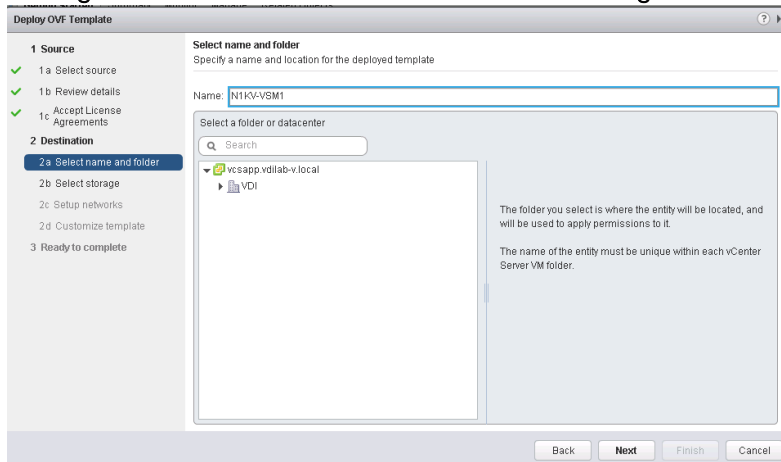 Deploy OVF Template
1 Source
1a Select source
1b Review details
1c Accept License
Agreements
2 Destination
2a Select name and folder
2b Select storage
2c Setup networks
2d Customize template
3 Ready to complete
Select name and folder
Specify a name and location for the deployed template
Name: N1KV-VSM1
Select a folder or datacenter
Search
vcsapp.vdilab-v.local
VDI
The folder you select is where the entity will be located, and
will be used to apply permissions to it.
The name of the entity must be unique within each vCenter
Server VM folder.
Back Next Finish Cancel